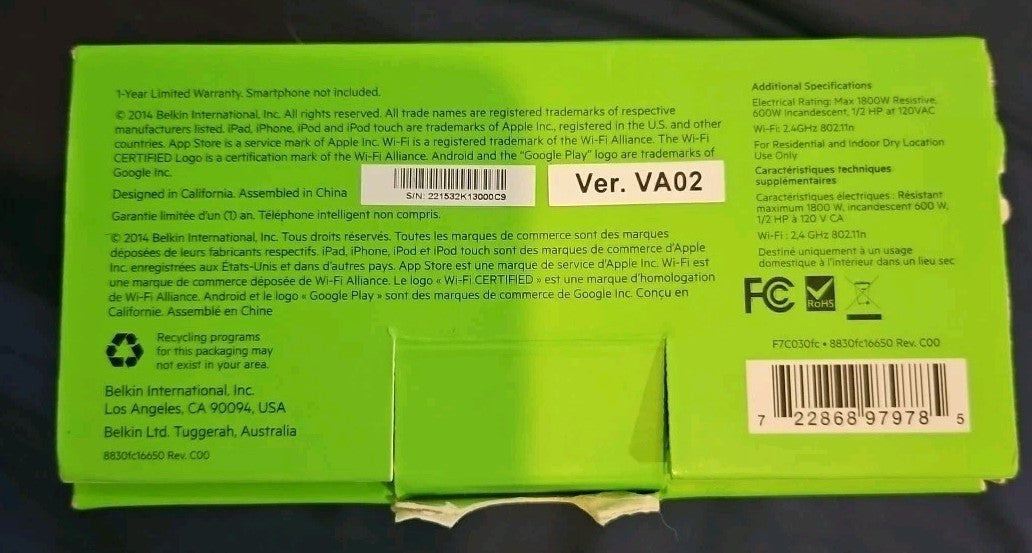 1-Year Limited Warranty. Smartphone not included.
© 2014 Belkin International, Inc. All rights reserved. All trade names are registered trademarks of respective
manufacturers listed. iPad, iPhone, iPod and iPod touch are trademarks of Apple Inc., registered in the U.S. and other
countries. App Store is a service mark of Apple Inc. Wi-Fi is a registered trademark of the Wi-Fi Alliance. The Wi-Fi
CERTIFIED Logo is a certification mark of the Wi-Fi Alliance. Android and the "Google Play" logo are trademarks of
Google Inc.
Designed in California. Assembled in China
S/N: 221532K13000C9
Ver. VA02
Garantie limitée d'un (1) an. Téléphone intelligent non compris.
© 2014 Belkin International, Inc. Tous droits réservés. Toutes les marques de commerce sont des marques
déposées de leurs fabricants respectifs. iPad, iPhone, iPod et iPod touch sont des marques de commerce d'Apple
Inc. enregistrées aux États-Unis et dans d'autres pays. App Store est une marque de service d'Apple Inc. Wi-Fi est
une marque de commerce déposée de Wi-Fi Alliance. Le logo « Wi-Fi CERTIFIED » est une marque d'homologation
de Wi-Fi Alliance. Android et le logo « Google Play » sont des marques de commerce de Google Inc. Conçu en
Californie. Assemblé en Chine
Recycling programs
for this packaging may
not exist in your area.
Belkin International, Inc.
Los Angeles, CA 90094, USA
Belkin Ltd. Tuggerah, Australia
8830fc16650 Rev. C00
Additional Specifications
Electrical Rating: Max 1800W Resistive,
600W Incandescent, 1/2 HP at 120VAC
Wi-Fi: 2.4GHz 802.11n
For Residential and Indoor Dry Location
Use Only
Caractéristiques techniques
supplémentaires
Caractéristiques électriques : Résistant
maximum 1800 W, incandescent 600 W,
1/2 HP à 120 V CA
Wi-Fi : 2,4 GHz 802.11n
Destiné uniquement à un usage
domestique à l'intérieur dans un lieu sec
FC
RoHS
F7C030fc • 8830fc16650 Rev. C00
7 22868 97978 5